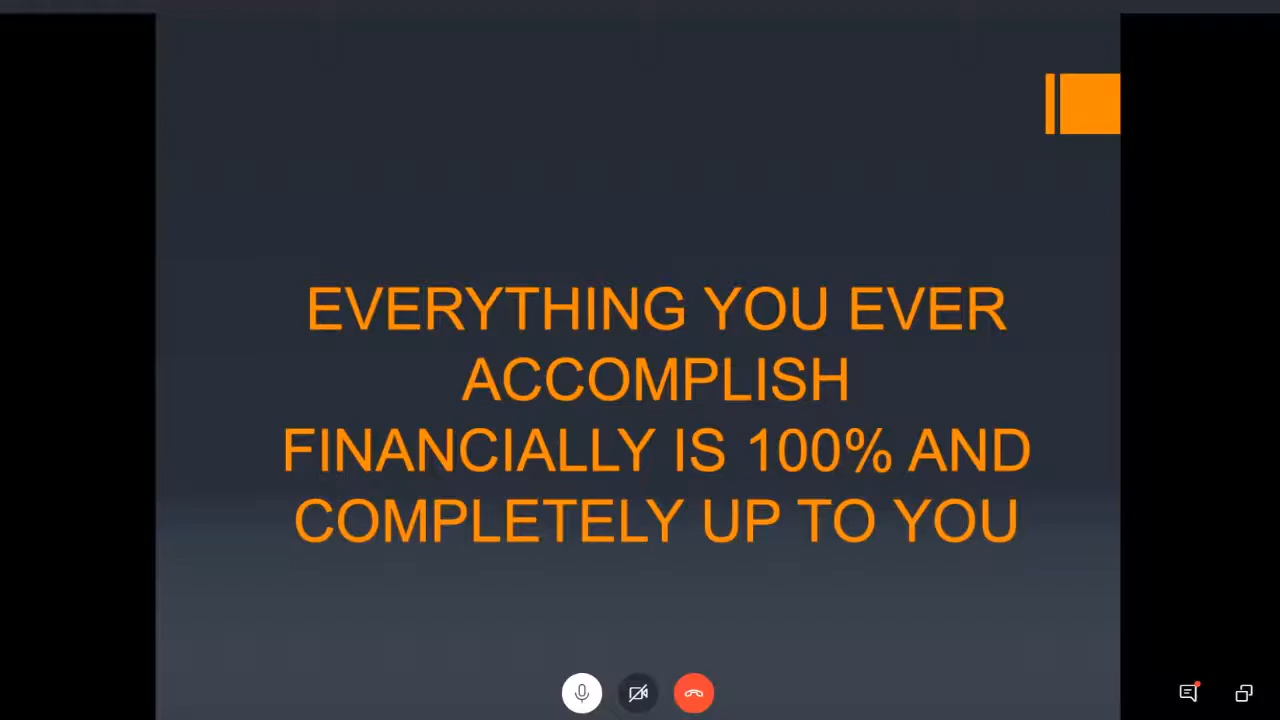 EVERYTHING YOU EVER
ACCOMPLISH
FINANCIALLY IS 100% AND
COMPLETELY UP TO YOU